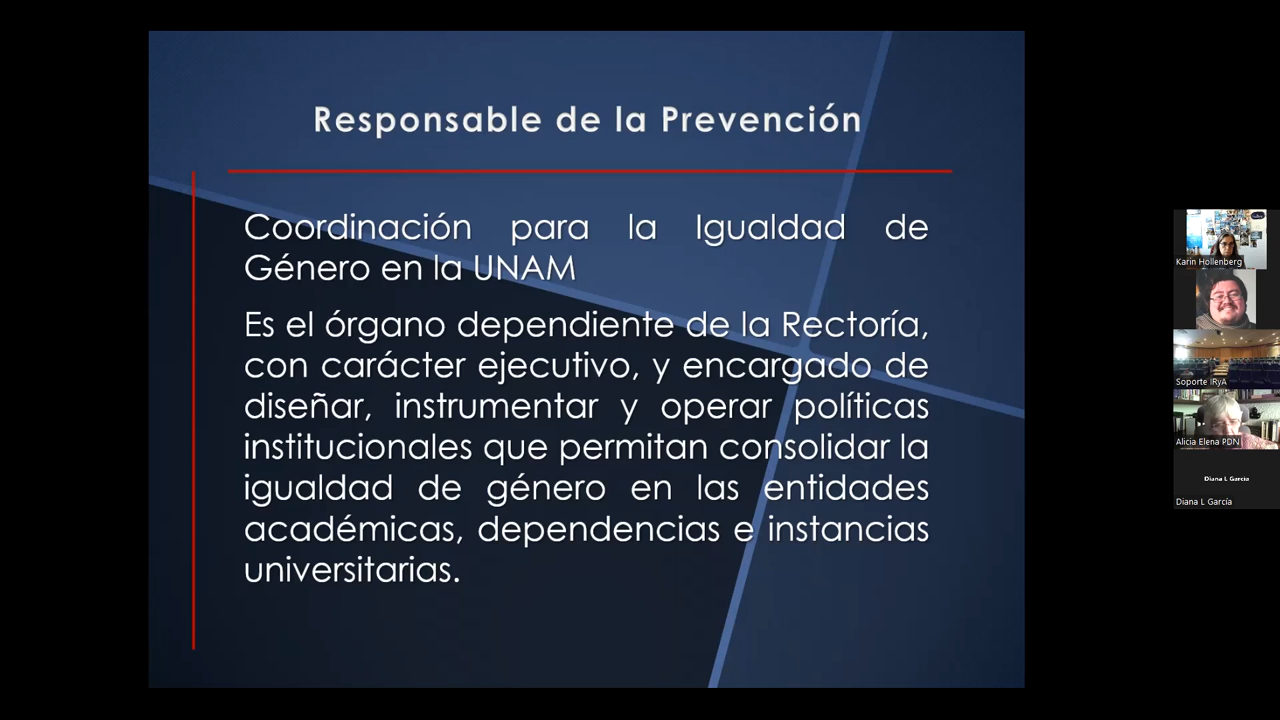 Responsable de la Prevención
Coordinación para la Igualdad de
Género en la UNAM
Es el órgano dependiente de la Rectoría,
con carácter ejecutivo, y encargado de
diseñar, instrumentar y operar políticas
institucionales que permitan consolidar la
igualdad de género en las entidades
académicas, dependencias e instancias
universitarias.
Karin Hollenberg
Soporte IRyA
Alicia Elena PDN
Diana L García
Diana L García